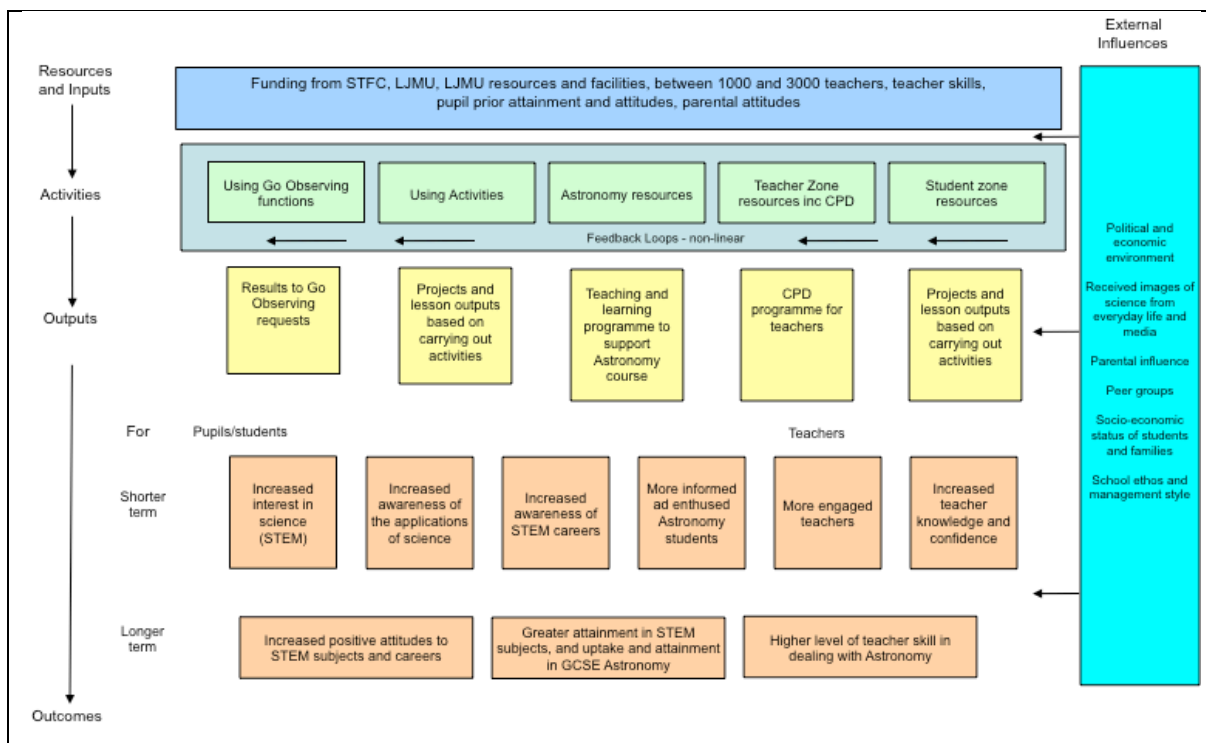 External
Influences
Resources
and Inputs
Funding from STFC, LJMU, LJMU resources and facilities, between 1000 and 3000 teachers, teacher skills,
pupil prior attainment and attitudes, parental attitudes
Activities
Using Go Observing
functions
Using Activities
Astronomy resources
Teacher Zone
resources inc CPD
Student zone
resources
Feedback Loops - non-linear
Outputs
Results to Go
Observing
requests
Projects and
lesson outputs
based on
carrying out
activities
Teaching and
learning
programme to
support
Astronomy
course
CPD
programme for
teachers
Projects and
lesson outputs
based on
carrying out
activities
For
Pupils/students
Teachers
Shorter
term
Increased
interest in
science
(STEM)
Increased
awareness of
the applications
of science
Increased
awareness of
STEM careers
More informed
ad enthused
Astronomy
students
More engaged
teachers
Increased
teacher
knowledge and
confidence
Longer
term
Increased positive attitudes to
STEM subjects and careers
Greater attainment in STEM
subjects, and uptake and attainment
in GCSE Astronomy
Higher level of teacher skill in
dealing with Astronomy
Outcomes
Political and
economic
environment
Received images of
science from
everyday life and
media
Parental influence
Peer groups
Socio-economic
status of students
and families
School ethos and
management style